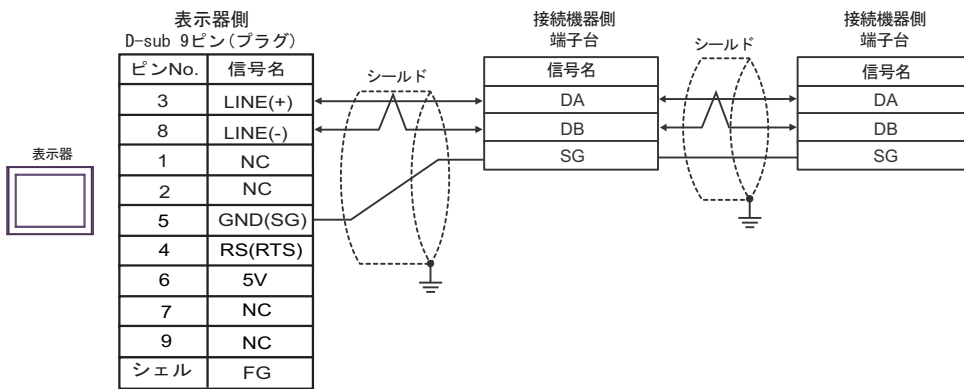 表示器側
D-sub 9ピン(プラグ)
ピンNo. 信号名
3 LINE(+)
8 LINE(-)
1 NC
2 NC
5 GND(SG)
4 RS(RTS)
6 5V
7 NC
9 NC
シェル FG
表示器
シールド
接続機器側
端子台
信号名
DA
DB
SG
シールド
接続機器側
端子台
信号名
DA
DB
SG